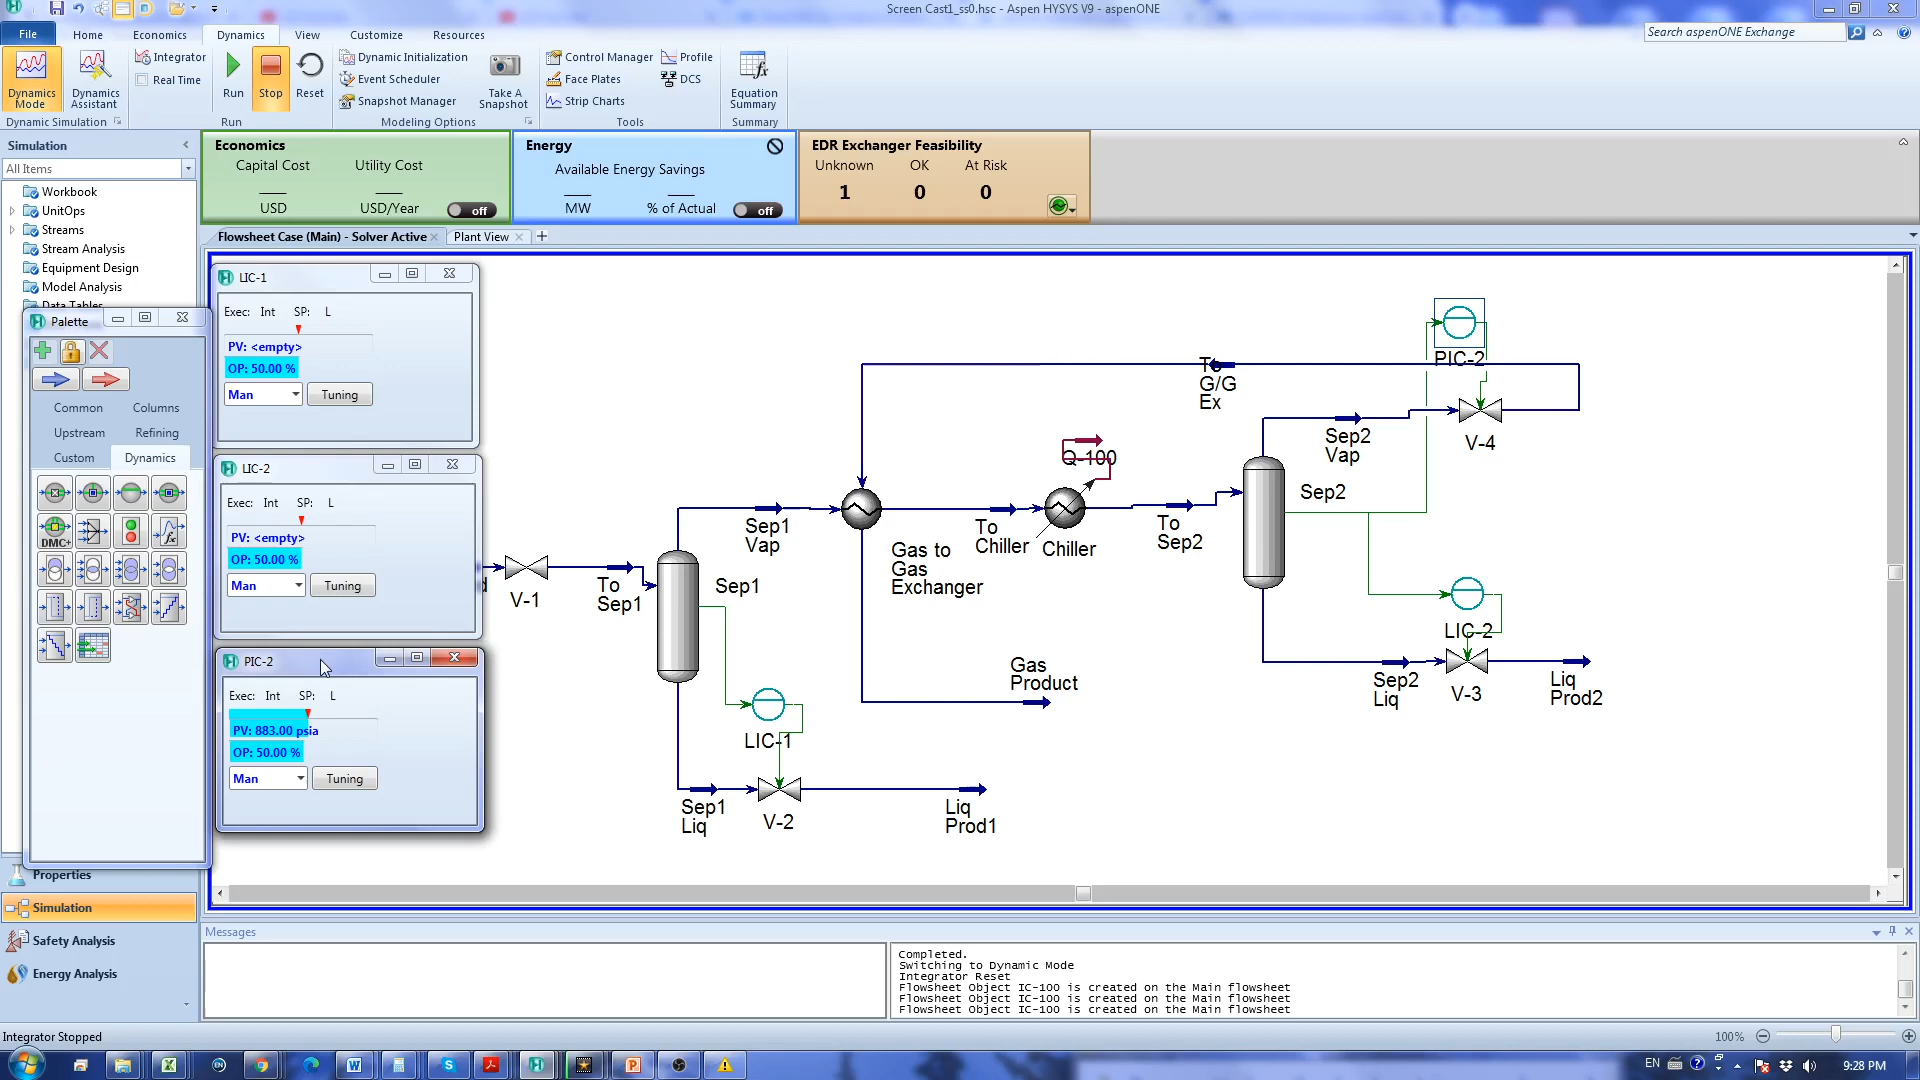 Screen Cast1_ss0.hsc - Aspen HYSYS V9 - aspenONE
File
Home
Economics
Dynamics
View
Customize
Resources
Search aspenONE Exchange
Dynamics Mode
Dynamics Assistant
Integrator
Real Time
Run
Stop
Reset
Dynamic Initialization
Event Scheduler
Snapshot Manager
Take A Snapshot
Control Manager
Face Plates
Strip Charts
Profile
DCS
Equation Summary
Dynamic Simulation
Run
Modeling Options
Tools
Summary
Simulation
All Items
Workbook
UnitOps
Streams
Stream Analysis
Equipment Design
Model Analysis
Data Tables
Economics
Capital Cost
Utility Cost
USD
USD/Year
off
Energy
Available Energy Savings
MW
% of Actual
off
EDR Exchanger Feasibility
Unknown
OK
At Risk
1
0
0
Flowsheet Case (Main) - Solver Active
Plant View
Palette
Common
Columns
Upstream
Refining
Custom
Dynamics
DMC+
LIC-1
Exec: Int SP: L
PV: <empty>
OP: 50.00 %
Man
Tuning
LIC-2
Exec: Int SP: L
PV: <empty>
OP: 50.00 %
Man
Tuning
PIC-2
Exec: Int SP: L
PV: 883.00 psia
OP: 50.00 %
Man
Tuning
V-1
To
Sep1
Sep1
Sep1
Vap
Gas to
Gas
Exchanger
To
Chiller
Q-100
Chiller
To
Sep2
To
G/G
Ex
PIC-2
Sep2
Vap
V-4
Sep2
LIC-2
Sep2
Liq
V-3
Liq
Prod2
Gas
Product
LIC-1
Sep1
Liq
V-2
Liq
Prod1
Properties
Simulation
Safety Analysis
Energy Analysis
Messages
Completed.
Switching to Dynamic Mode
Integrator Reset
Flowsheet Object IC-100 is created on the Main flowsheet
Flowsheet Object IC-100 is created on the Main flowsheet
Flowsheet Object IC-100 is created on the Main flowsheet
Integrator Stopped
100%
EN
9:28 PM